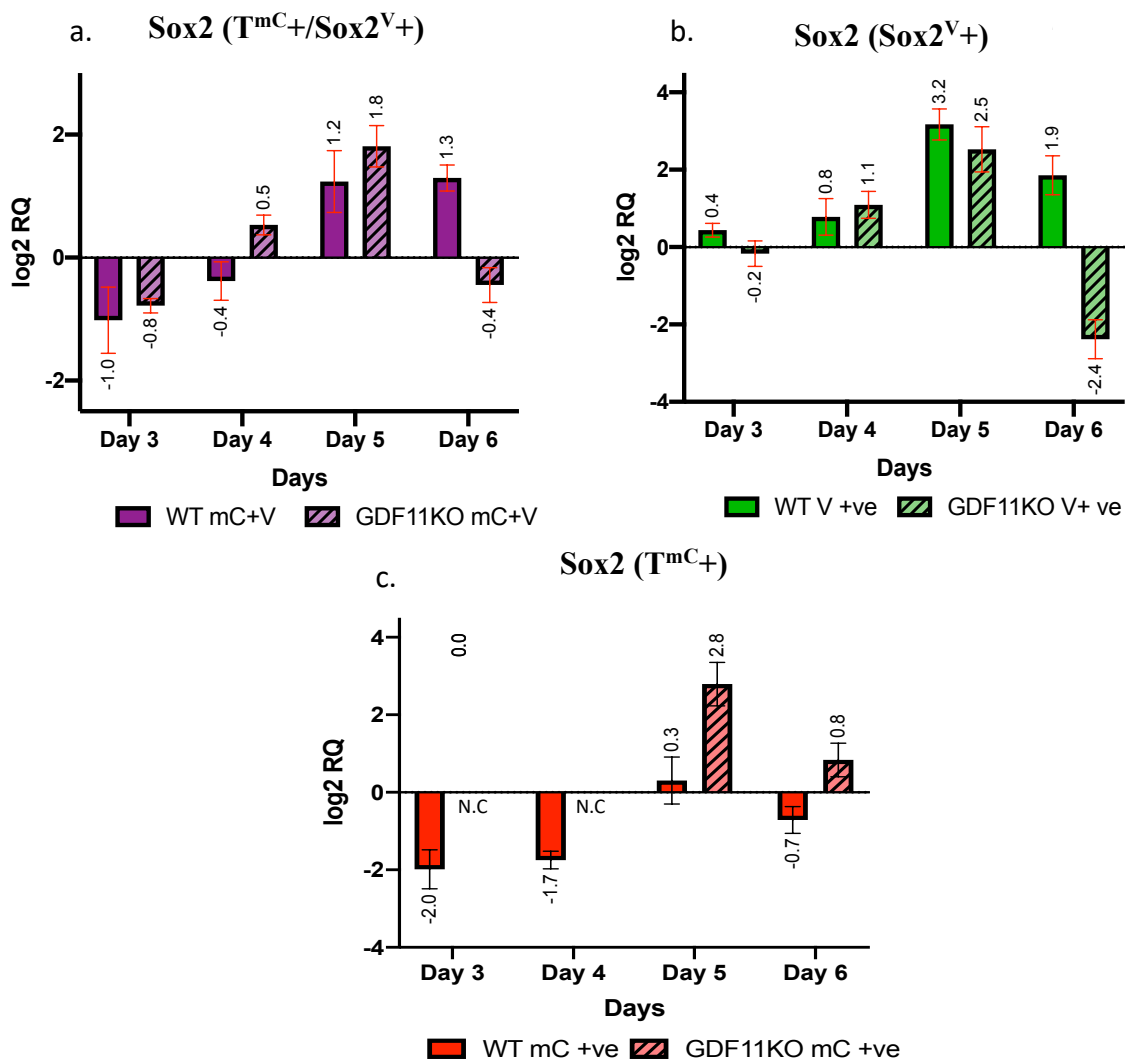 a.
Sox2 (TmC+/Sox2V+)
log2 RQ
2
0
-2
-1.0
-0.8
-0.4
0.5
1.2
1.8
1.3
-0.4
Day 3 Day 4 Day 5 Day 6
Days
WT mC+V GDF11KO mC+V
b.
Sox2 (Sox2V+)
log2 RQ
4
2
0
-2
-4
0.4
-0.2
0.8
1.1
3.2
2.5
1.9
-2.4
Day 3 Day 4 Day 5 Day 6
Days
WT V +ve GDF11KO V+ ve
c.
Sox2 (TmC+)
log2 RQ
4
2
0
-2
-4
-2.0
0.0
N.C
-1.7
N.C
0.3
2.8
-0.7
0.8
Day 3 Day 4 Day 5 Day 6
Days
WT mC +ve GDF11KO mC +ve